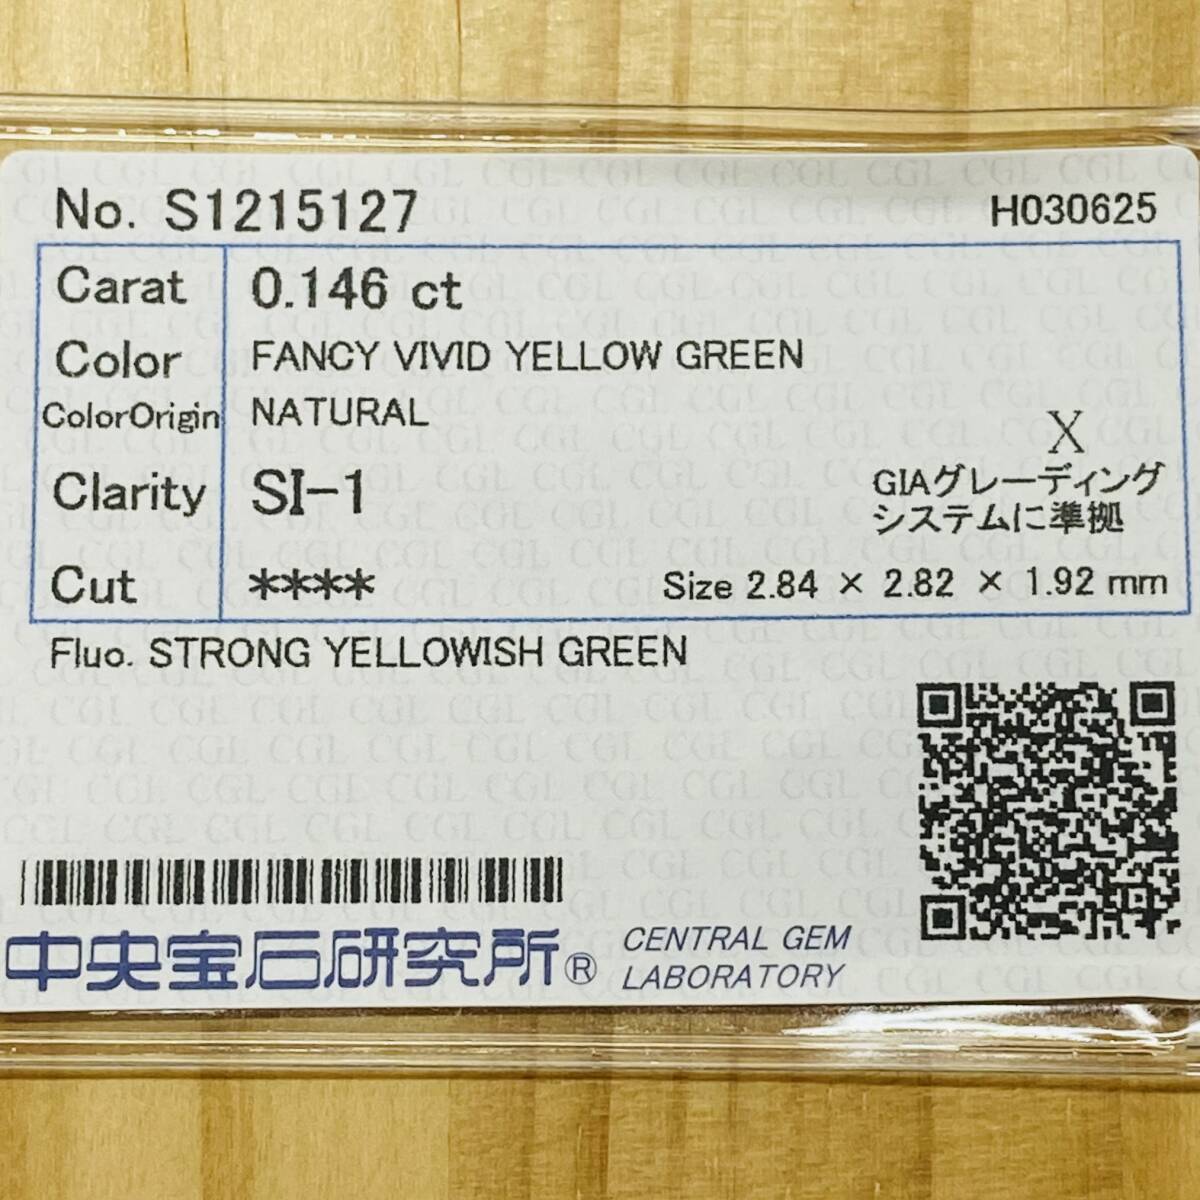 No. S1215127 H030625
Carat 0.146 ct
Color FANCY VIVID YELLOW GREEN
ColorOrigin NATURAL
X
Clarity SI-1
GIAグレーディング
システムに準拠
Cut **** Size 2.84 × 2.82 × 1.92 mm
Fluo. STRONG YELLOWISH GREEN
中央宝石研究所® CENTRAL GEM
LABORATORY